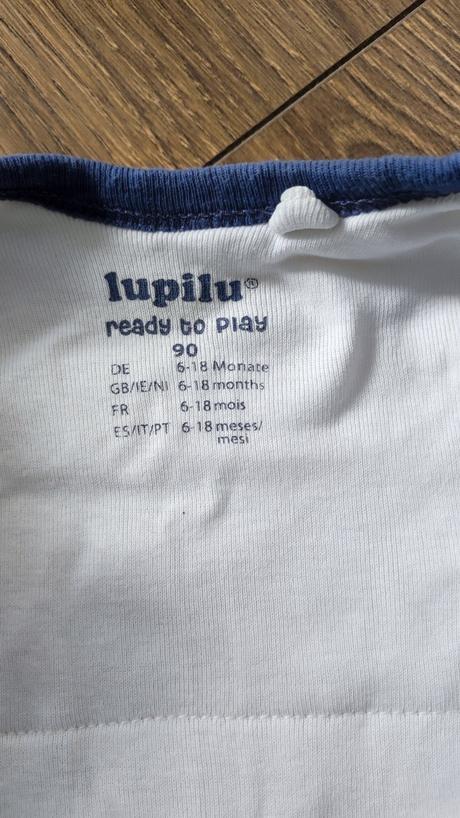 lupilu®
ready to play
90
DE 6-18 Monate
GB/IE/NI 6-18 months
FR 6-18 mois
ES/IT/PT 6-18 meses/
mesi